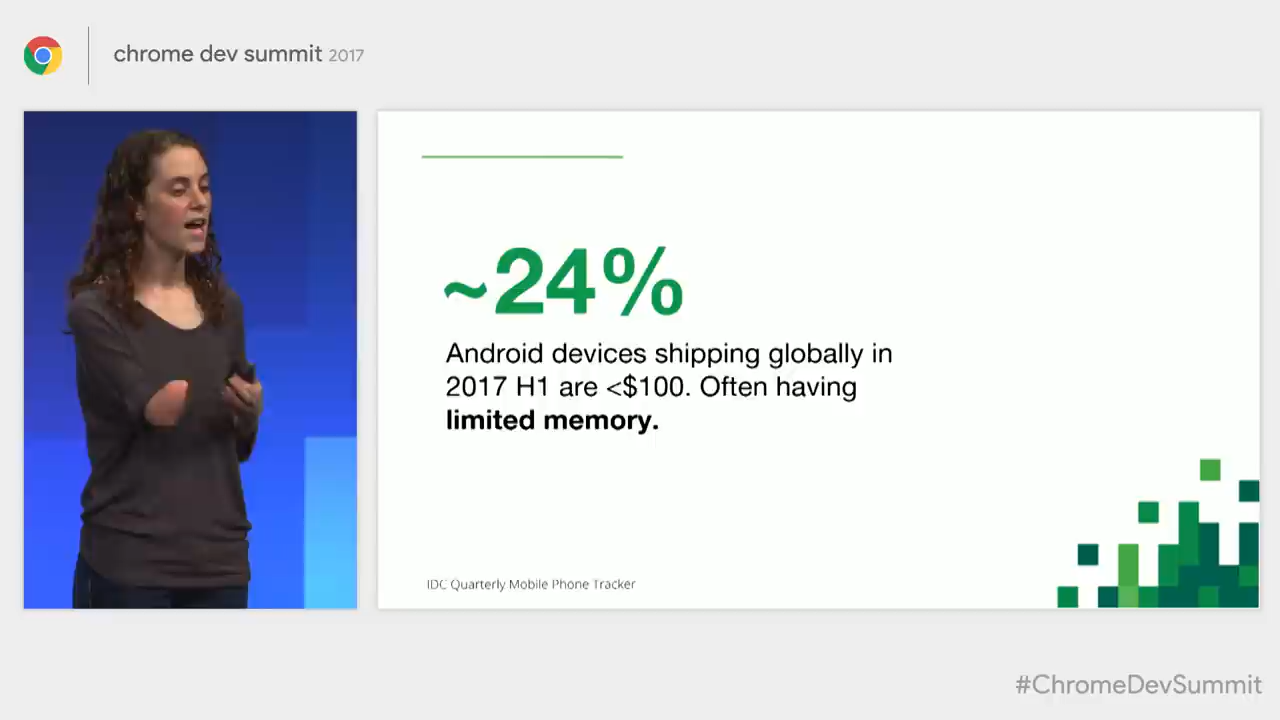 chrome dev summit 2017
~24%
Android devices shipping globally in
2017 H1 are <$100. Often having
limited memory.
IDC Quarterly Mobile Phone Tracker
#ChromeDevSummit